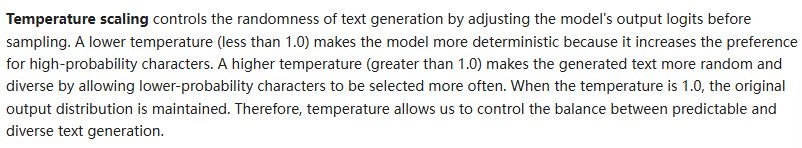 Temperature scaling controls the randomness of text generation by adjusting the model's output logits before
sampling. A lower temperature (less than 1.0) makes the model more deterministic because it increases the preference
for high-probability characters. A higher temperature (greater than 1.0) makes the generated text more random and
diverse by allowing lower-probability characters to be selected more often. When the temperature is 1.0, the original
output distribution is maintained. Therefore, temperature allows us to control the balance between predictable and
diverse text generation.